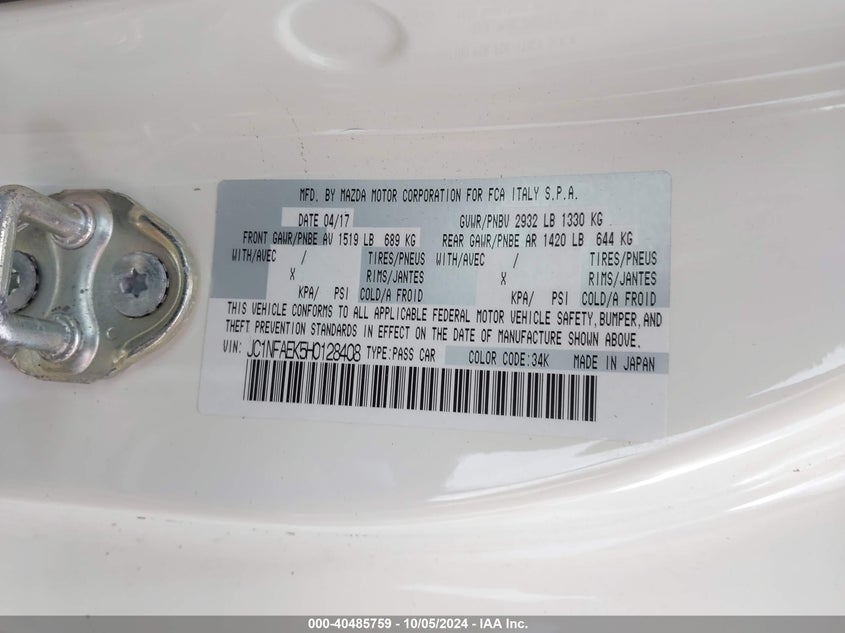 MFD. BY MAZDA MOTOR CORPORATION FOR FCA ITALY S.P.A.
DATE 04/17 GVWR/PNBV 2932 LB 1330 KG
FRONT GAWR/PNBE AV 1519 LB 689 KG REAR GAWR/PNBE AR 1420 LB 644 KG
WITH/AVEC / TIRES/PNEUS WITH/AVEC / TIRES/PNEUS
X RIMS/JANTES X RIMS/JANTES
KPA/ PSI COLD/A FROID KPA/ PSI COLD/A FROID
THIS VEHICLE CONFORMS TO ALL APPLICABLE FEDERAL MOTOR VEHICLE SAFETY, BUMPER, AND
THEFT PREVENTION STANDARDS IN EFFECT ON THE DATE OF MANUFACTURE SHOWN ABOVE.
VIN: JC1NFAEK5H0128408 TYPE:PASS CAR COLOR CODE:34K MADE IN JAPAN
000-40485759 - 10/05/2024 - IAA Inc.